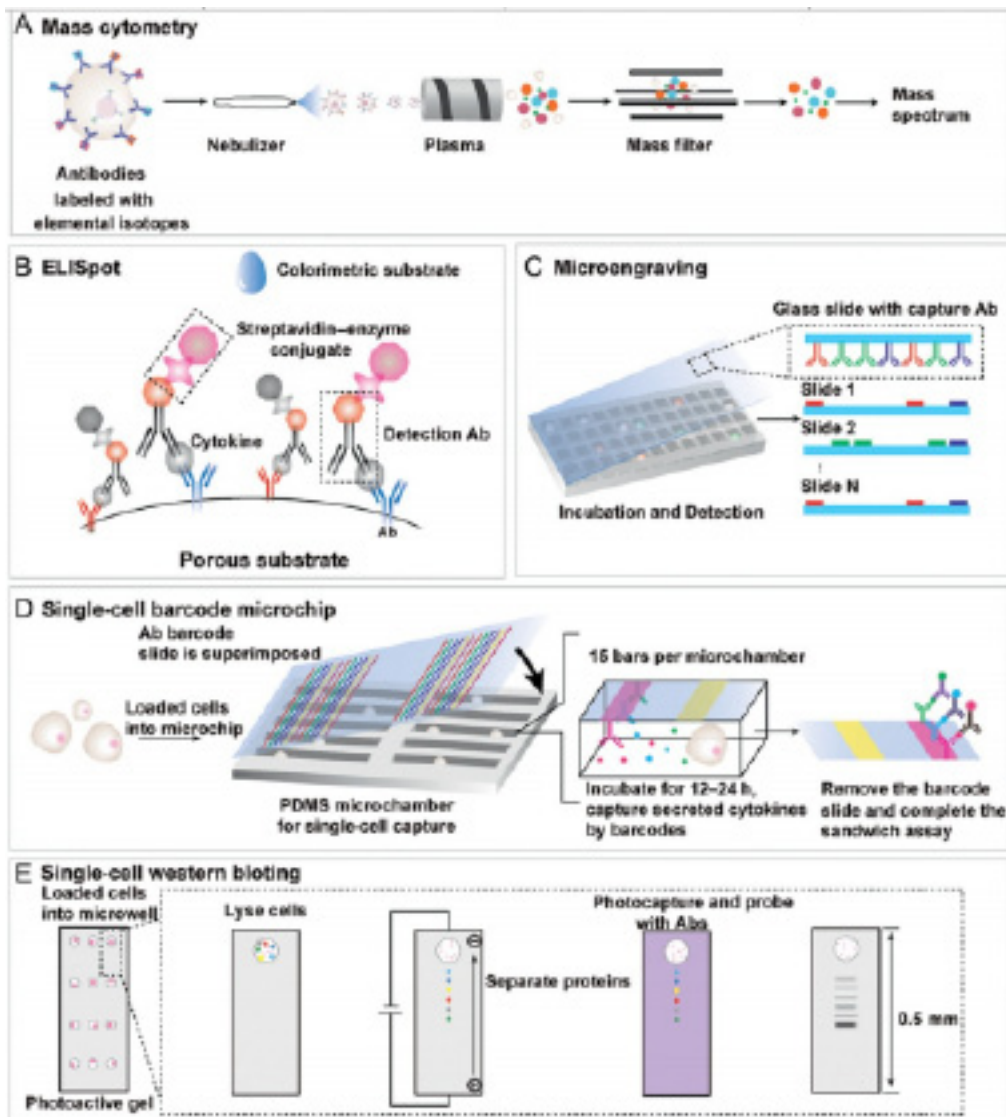 A Mass cytometry
Nebulizer
Plasma
Mass filter
Mass
spectrum
Antibodies
labeled with
elemental isotopes
B ELISpot
Colorimetric substrate
Streptavidin–enzyme
conjugate
Cytokine
Detection Ab
Ab
Porous substrate
C Microengraving
Glass slide with capture Ab
Slide 1
Slide 2
Slide N
Incubation and Detection
D Single-cell barcode microchip
Ab barcode
slide is superimposed
Loaded cells
into microchip
PDMS microchamber
for single-cell capture
15 bars per microchamber
Incubate for 12–24 h,
capture secreted cytokines
by barcodes
Remove the barcode
slide and complete the
sandwich assay
E Single-cell western bloting
Loaded cells
into microwell
Photoactive gel
Lyse cells
Separate proteins
Photocapture and probe
with Abs
0.5 mm